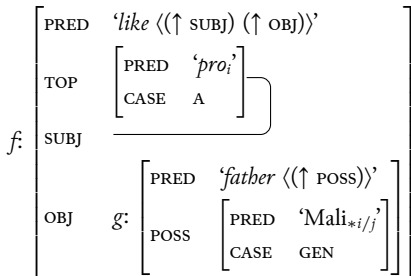 PRED ‘like ⟨(↑ SUBJ) (↑ OBJ)⟩’
TOP
PRED ‘proᵢ’
CASE A
SUBJ
f:
OBJ g:
PRED ‘father ⟨(↑ POSS)⟩’
POSS
PRED ‘Mali∗i/j’
CASE GEN